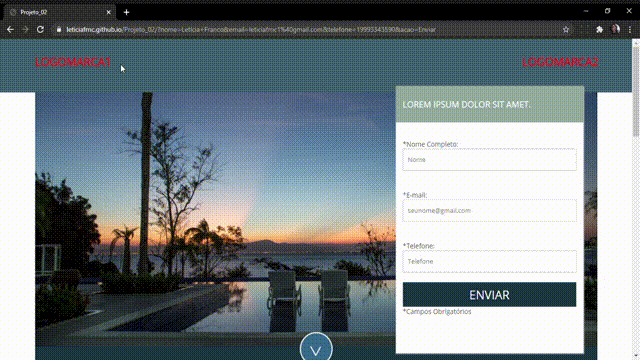 Projeto_02
leticiafmc.github.io/Projeto_02/?nome=Letícia+Franco&email=leticiafmc1%40gmail.com&telefone=19993343590&acao=Enviar
LOGOMARCA1
LOGOMARCA2
LOREM IPSUM DOLOR SIT AMET.
*Nome Completo:
Nome
*E-mail:
seunome@gmail.com
*Telefone:
Telefone
ENVIAR
*Campos Obrigatórios